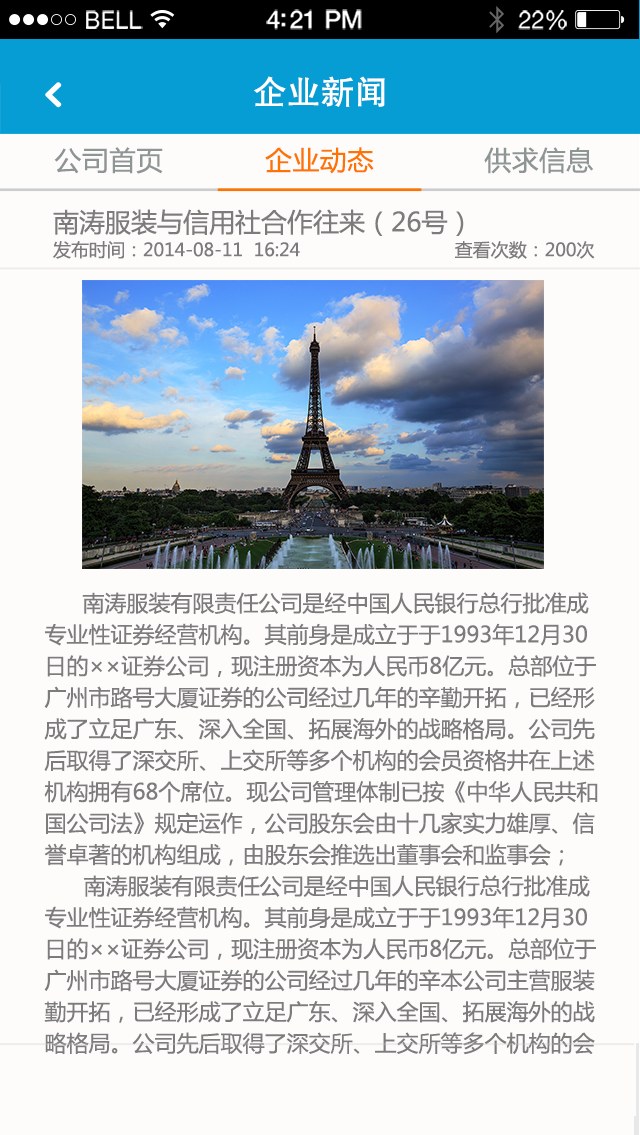 BELL 4:21 PM 22%
企业新闻
公司首页 企业动态 供求信息
南涛服装与信用社合作往来（26号）
发布时间：2014-08-11 16:24 查看次数：200次
南涛服装有限责任公司是经中国人民银行总行批准成
专业性证券经营机构。其前身是成立于于1993年12月30
日的××证券公司，现注册资本为人民币8亿元。总部位于
广州市路号大厦证券的公司经过几年的辛勤开拓，已经形
成了立足广东、深入全国、拓展海外的战略格局。公司先
后取得了深交所、上交所等多个机构的会员资格井在上述
机构拥有68个席位。现公司管理体制已按《中华人民共和
国公司法》规定运作，公司股东会由十几家实力雄厚、信
誉卓著的机构组成，由股东会推选出董事会和监事会；
南涛服装有限责任公司是经中国人民银行总行批准成
专业性证券经营机构。其前身是成立于于1993年12月30
日的××证券公司，现注册资本为人民币8亿元。总部位于
广州市路号大厦证券的公司经过几年的辛本公司主营服装
勤开拓，已经形成了立足广东、深入全国、拓展海外的战
略格局。公司先后取得了深交所、上交所等多个机构的会